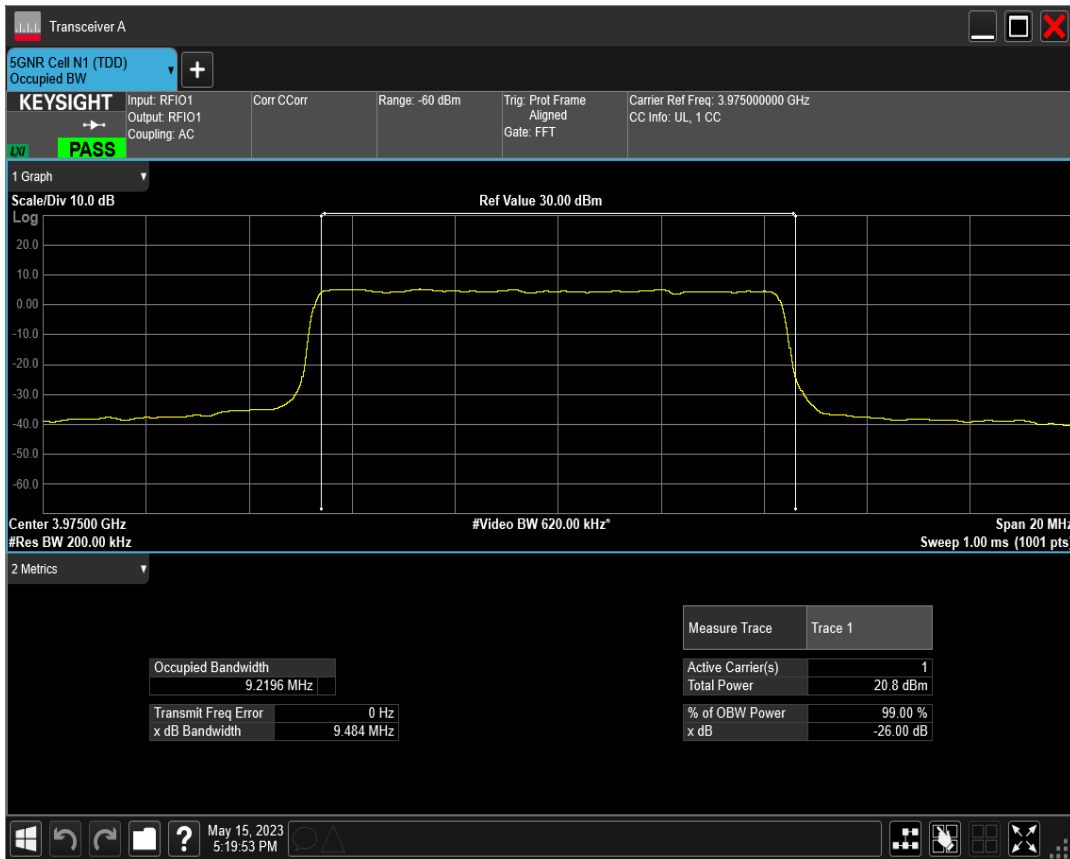 Transceiver A
5GNR Cell N1 (TDD)
Occupied BW
+
KEYSIGHT
LXI
PASS
Input: RFIO1
Output: RFIO1
Coupling: AC
Corr CCorr
Range: -60 dBm
Trig: Prot Frame
Aligned
Gate: FFT
Carrier Ref Freq: 3.975000000 GHz
CC Info: UL, 1 CC
1 Graph
Scale/Div 10.0 dB
Ref Value 30.00 dBm
Log
20.0
10.0
0.00
-10.0
-20.0
-30.0
-40.0
-50.0
-60.0
Center 3.97500 GHz
#Video BW 620.00 kHz*
Span 20 MHz
#Res BW 200.00 kHz
Sweep 1.00 ms (1001 pts)
2 Metrics
Measure Trace Trace 1
Occupied Bandwidth
9.2196 MHz
Transmit Freq Error 0 Hz
x dB Bandwidth 9.484 MHz
Active Carrier(s) 1
Total Power 20.8 dBm
% of OBW Power 99.00 %
x dB -26.00 dB
?
May 15, 2023
5:19:53 PM